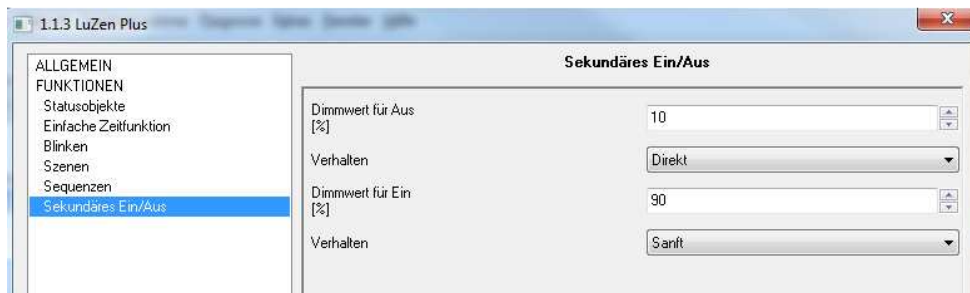 1.1.3 LuZen Plus
ALLGEMEIN
FUNKTIONEN
Statusobjekte
Einfache Zeitfunktion
Blinken
Szenen
Sequenzen
Sekundäres Ein/Aus
Sekundäres Ein/Aus
Dimmwert für Aus
[%]
10
Verhalten
Direkt
Dimmwert für Ein
[%]
90
Verhalten
Sanft